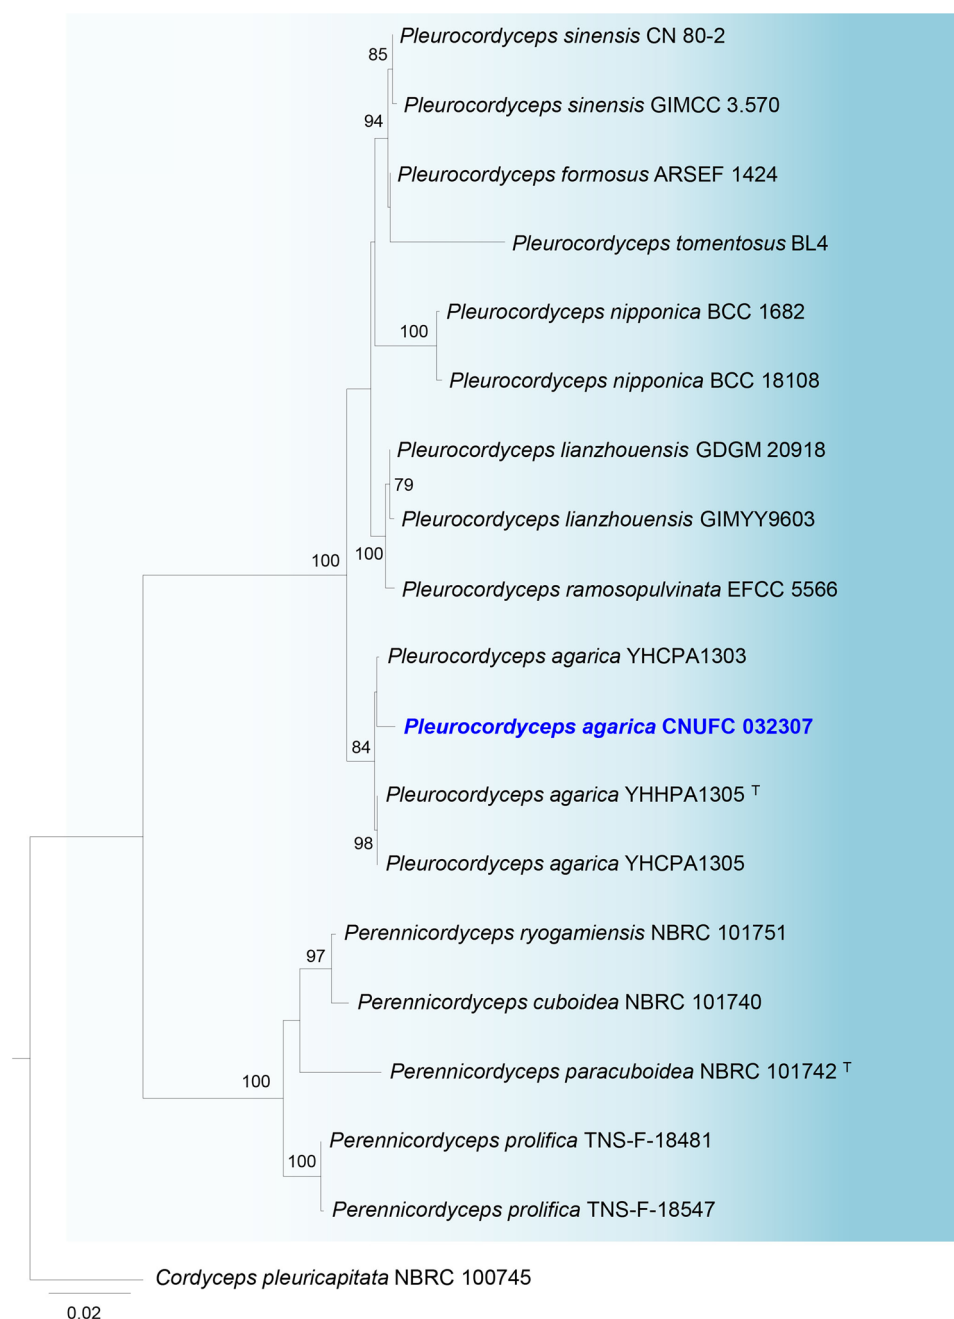 Pleurocordyceps sinensis CN 80-2
85
Pleurocordyceps sinensis GIMCC 3.570
94
Pleurocordyceps formosus ARSEF 1424
Pleurocordyceps tomentosus BL4
Pleurocordyceps nipponica BCC 1682
100
Pleurocordyceps nipponica BCC 18108
Pleurocordyceps lianzhouensis GDGM 20918
79
Pleurocordyceps lianzhouensis GIMYY9603
100
100
Pleurocordyceps ramosopulvinata EFCC 5566
Pleurocordyceps agarica YHCPA1303
Pleurocordyceps agarica CNUFC 032307
84
Pleurocordyceps agarica YHHPA1305 T
98
Pleurocordyceps agarica YHCPA1305
Perennicordyceps ryogamiensis NBRC 101751
97
Perennicordyceps cuboidea NBRC 101740
Perennicordyceps paracuboidea NBRC 101742 T
100
Perennicordyceps prolifica TNS-F-18481
100
Perennicordyceps prolifica TNS-F-18547
Cordyceps pleuricapitata NBRC 100745
0.02